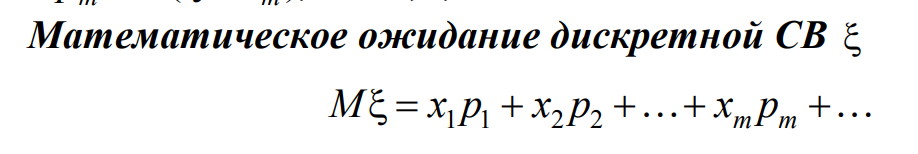 Математическое ожидание дискретной СВ ξ
Mξ = x₁p₁ + x₂p₂ + … + xₘpₘ + …